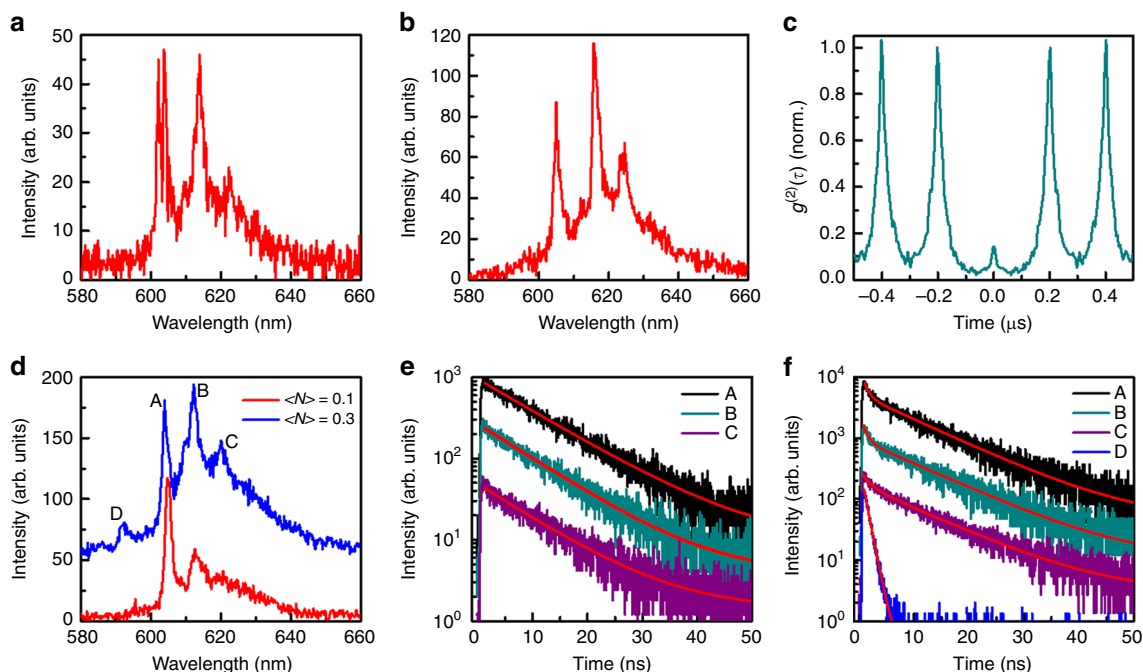 a
50
40
30
20
10
0
Intensity (arb. units)
580 600 620 640 660
Wavelength (nm)
b
120
100
80
60
40
20
0
Intensity (arb. units)
580 600 620 640 660
Wavelength (nm)
c
1.0
0.8
0.6
0.4
0.2
0.0
g(2)(τ) (norm.)
−0.4 −0.2 0.0 0.2 0.4
Time (μs)
d
200
150
100
50
0
Intensity (arb. units)
A
B
C
D
<N> = 0.1
<N> = 0.3
580 600 620 640 660
Wavelength (nm)
e
10³
10²
10¹
10⁰
Intensity (arb. units)
A
B
C
0 10 20 30 40 50
Time (ns)
f
10⁴
10³
10²
10¹
10⁰
Intensity (arb. units)
A
B
C
D
0 10 20 30 40 50
Time (ns)